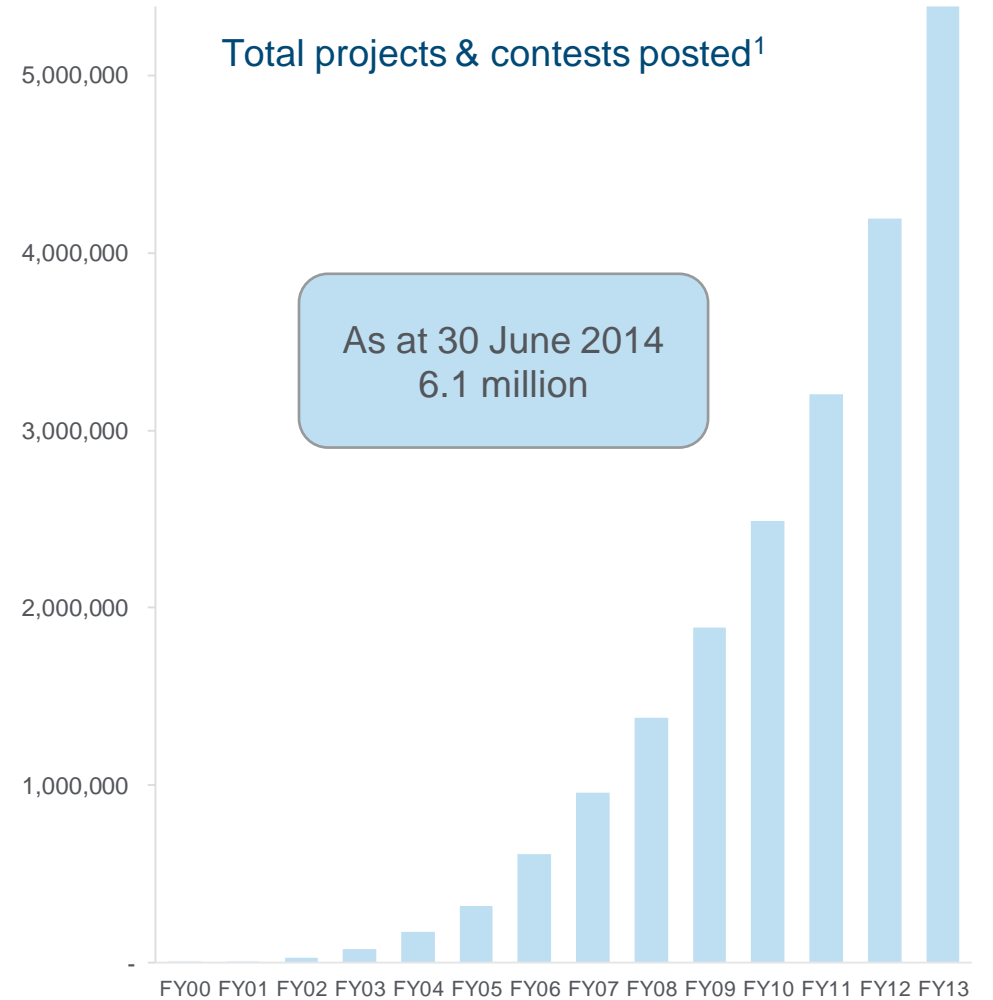 Total projects & contests posted1
5,000,000
4,000,000
As at 30 June 2014
6.1 million
3,000,000
2,000,000
1,000,000
-
FY00 FY01 FY02 FY03 FY04 FY05 FY06 FY07 FY08 FY09 FY10 FY11 FY12 FY13